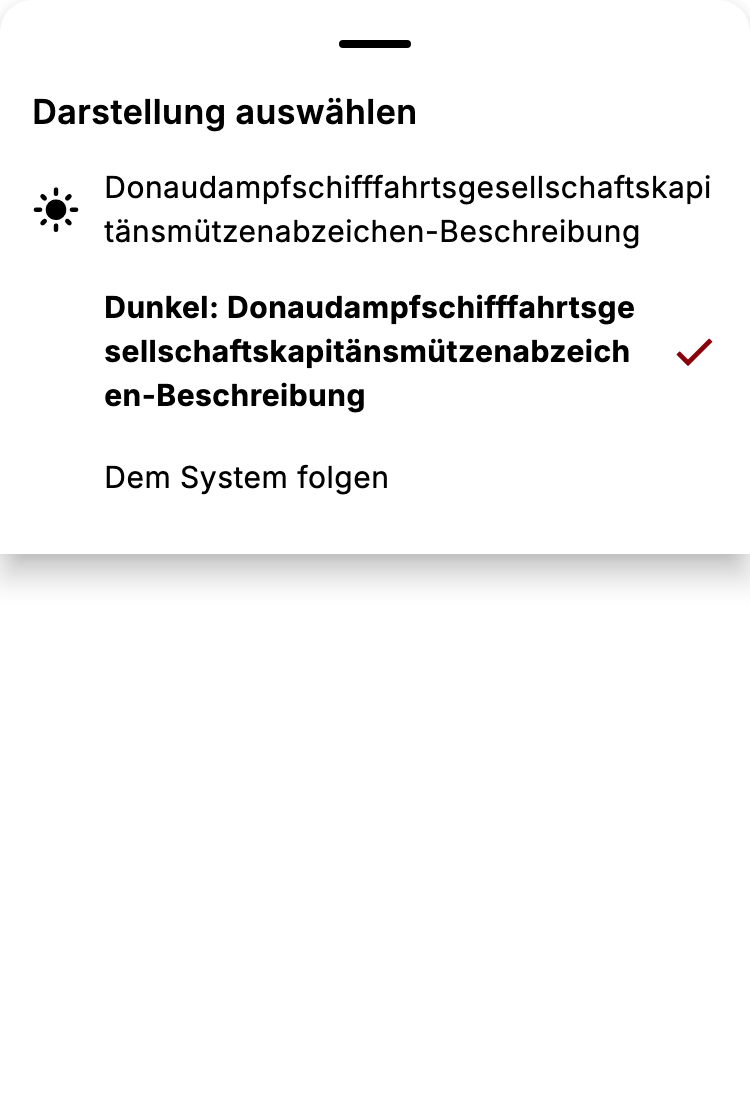 Darstellung auswählen
Donaudampfschifffahrtsgesellschaftskapi
tänsmützenabzeichen-Beschreibung
Dunkel: Donaudampfschifffahrtsge
sellschaftskapitänsmützenabzeich
en-Beschreibung
Dem System folgen